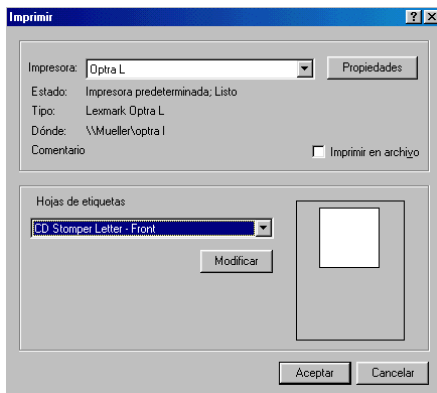 Imprimir
Impresora: Optra L Propiedades
Estado: Impresora predeterminada; Listo
Tipo: Lexmark Optra L
Dónde: \\Mueller\optra l
Comentario Imprimir en archivo
Hojas de etiquetas
CD Stomper Letter - Front
Modificar
Aceptar Cancelar